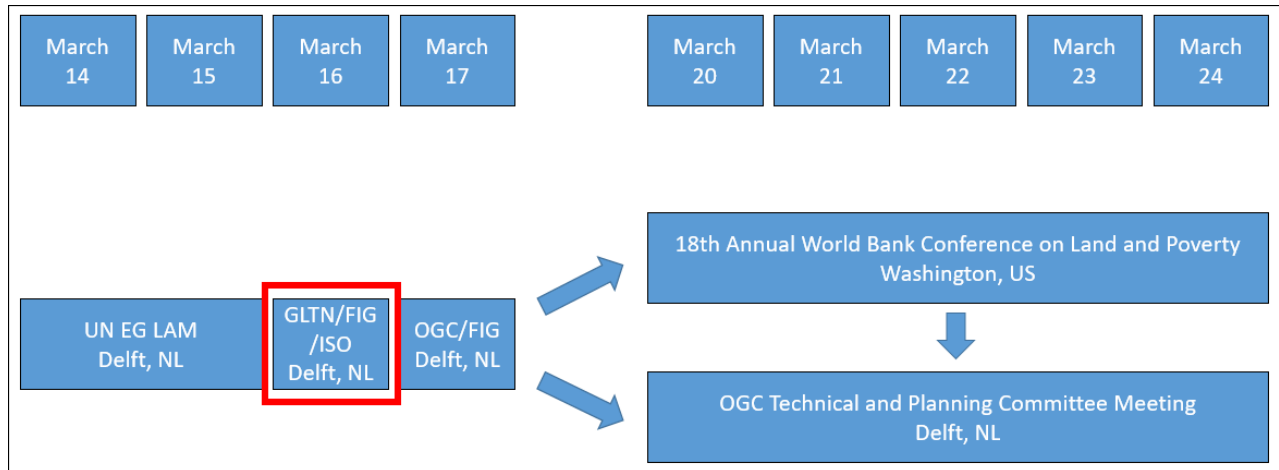 March
14
March
15
March
16
March
17
March
20
March
21
March
22
March
23
March
24
18th Annual World Bank Conference on Land and Poverty
Washington, US
UN EG LAM
Delft, NL
GLTN/FIG
/ISO
Delft, NL
OGC/FIG
Delft, NL
OGC Technical and Planning Committee Meeting
Delft, NL